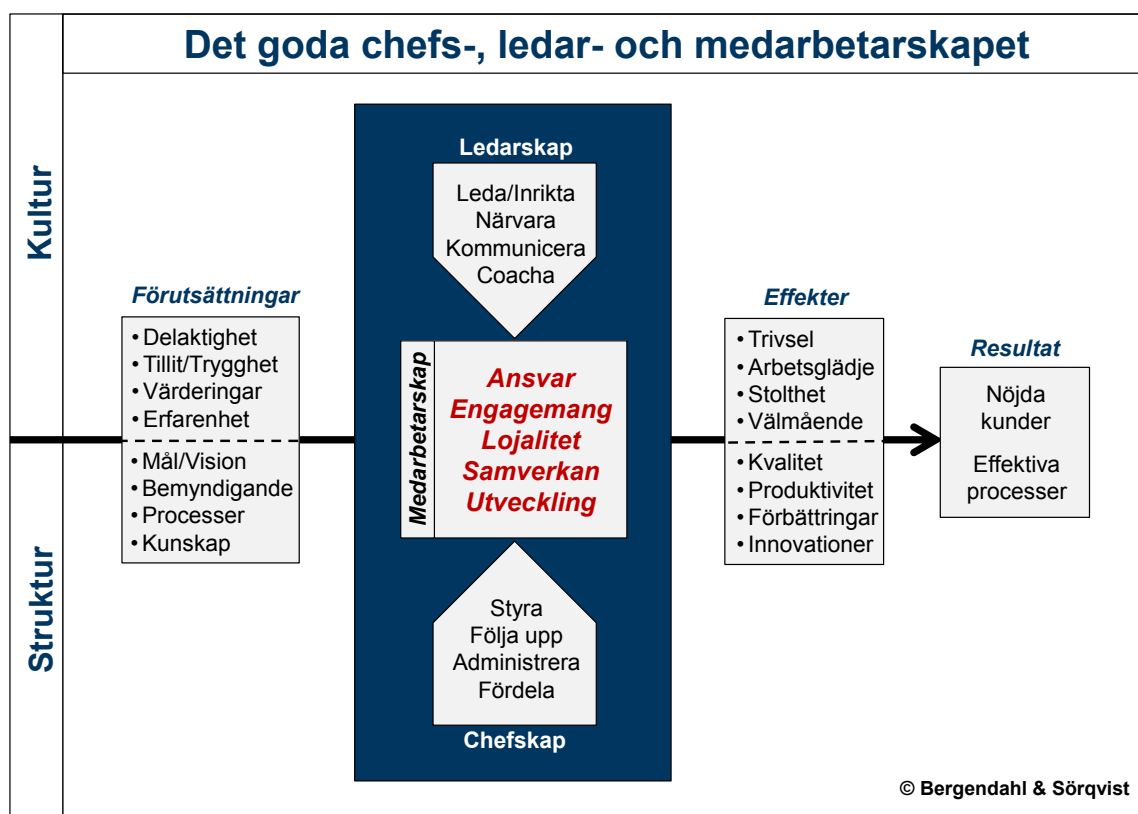 Det goda chefs-, ledar- och medarbetarskapet
Kultur
Struktur
Förutsättningar
• Delaktighet
• Tillit/Trygghet
• Värderingar
• Erfarenhet
• Mål/Vision
• Bemyndigande
• Processer
• Kunskap
Ledarskap
Leda/Inrikta
Närvara
Kommunicera
Coacha
Medarbetarskap
Ansvar
Engagemang
Lojalitet
Samverkan
Utveckling
Styra
Följa upp
Administrera
Fördela
Chefskap
Effekter
• Trivsel
• Arbetsglädje
• Stolthet
• Välmående
• Kvalitet
• Produktivitet
• Förbättringar
• Innovationer
Resultat
Nöjda
kunder
Effektiva
processer
© Bergendahl & Sörqvist